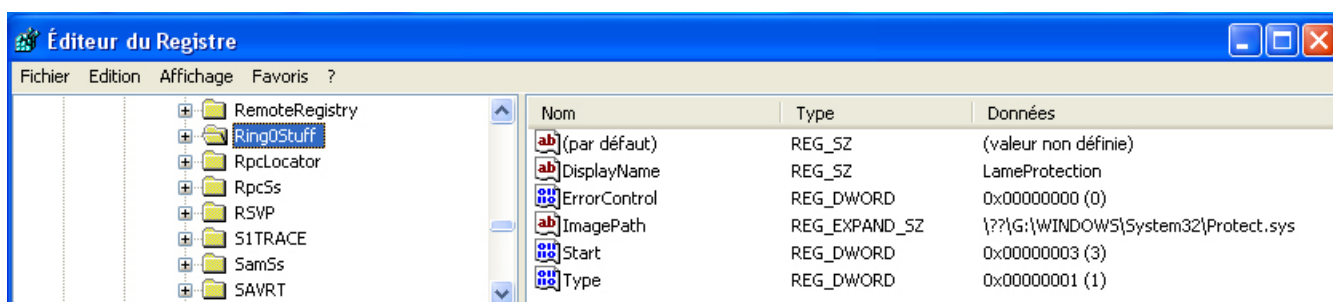 Éditeur du Registre
Fichier Edition Affichage Favoris ?
RemoteRegistry
Ring0Stuff
RpcLocator
RpcSs
RSVP
S1TRACE
SamSs
SAVRT
Nom Type Données
(par défaut) REG_SZ (valeur non définie)
DisplayName REG_SZ LameProtection
ErrorControl REG_DWORD 0x00000000 (0)
ImagePath REG_EXPAND_SZ \??\G:\WINDOWS\System32\Protect.sys
Start REG_DWORD 0x00000003 (3)
Type REG_DWORD 0x00000001 (1)